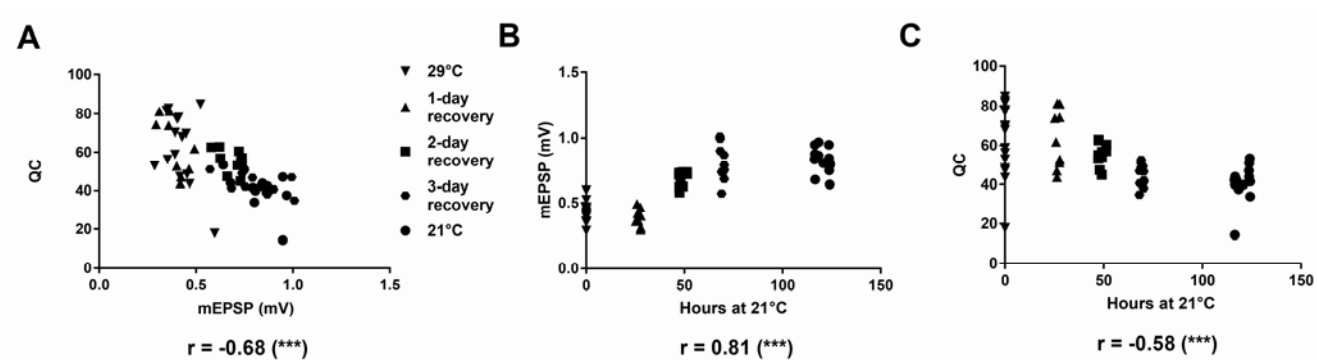 A
QC
100
80
60
40
20
0
0.0
0.5
1.0
1.5
mEPSP (mV)
r = -0.68 (***)
29°C
1-day
recovery
2-day
recovery
3-day
recovery
21°C
B
mEPSP (mV)
1.5
1.0
0.5
0.0
0
50
100
150
Hours at 21°C
r = 0.81 (***)
C
QC
100
80
60
40
20
0
0
50
100
150
Hours at 21°C
r = -0.58 (***)